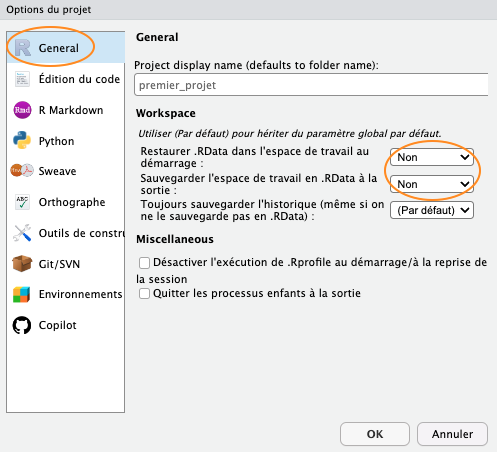 Options du projet
General
Édition du code
Rmd R Markdown
Python
Sweave
ABC Orthographe
Outils de constru
Git/SVN
Environnements
Copilot
General
Project display name (defaults to folder name):
premier_projet
Workspace
Utiliser (Par défaut) pour hériter du paramètre global par défaut.
Restaurer .RData dans l'espace de travail au
démarrage :
Non
Sauvegarder l'espace de travail en .RData à la
sortie :
Non
Toujours sauvegarder l'historique (même si on
ne le sauvegarde pas en .RData) :
(Par défaut)
Miscellaneous
Désactiver l'exécution de .Rprofile au démarrage/à la reprise de
la session
Quitter les processus enfants à la sortie
OK
Annuler